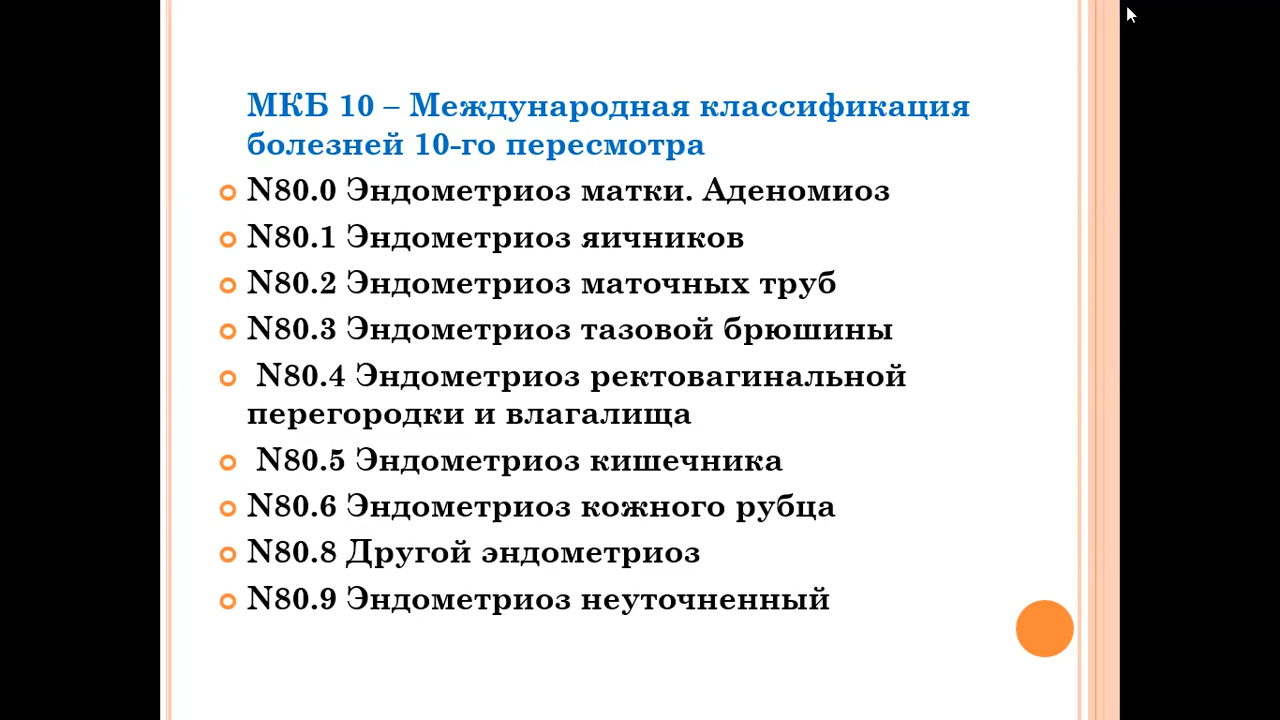 МКБ 10 – Международная классификация
болезней 10-го пересмотра
N80.0 Эндометриоз матки. Аденомиоз
N80.1 Эндометриоз яичников
N80.2 Эндометриоз маточных труб
N80.3 Эндометриоз тазовой брюшины
N80.4 Эндометриоз ректовагинальной
перегородки и влагалища
N80.5 Эндометриоз кишечника
N80.6 Эндометриоз кожного рубца
N80.8 Другой эндометриоз
N80.9 Эндометриоз неуточненный